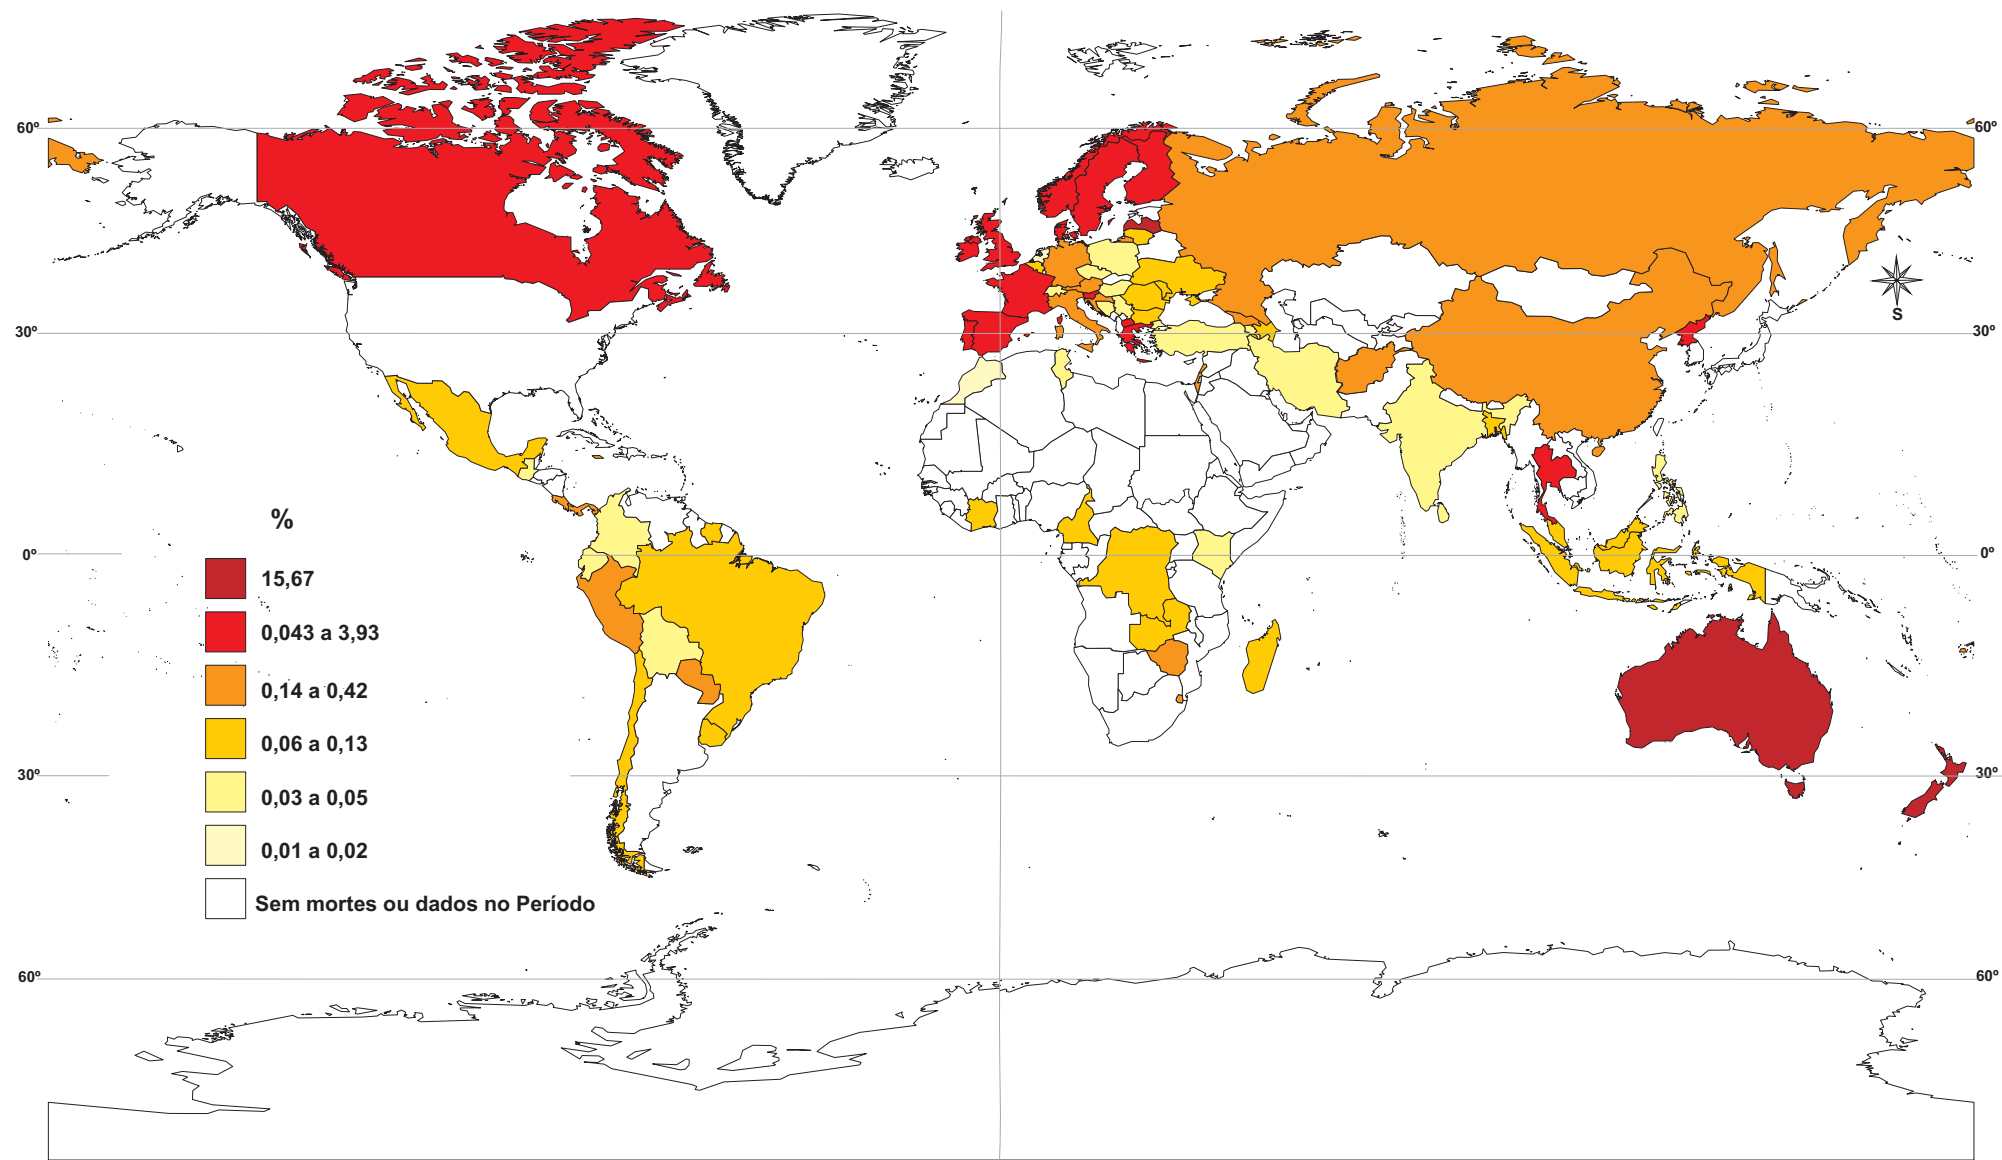 60º
60º
S
30º
30º
%
0º
0º
15,67
0,043 a 3,93
0,14 a 0,42
0,06 a 0,13
30º
30º
0,03 a 0,05
0,01 a 0,02
Sem mortes ou dados no Período
60º
60º